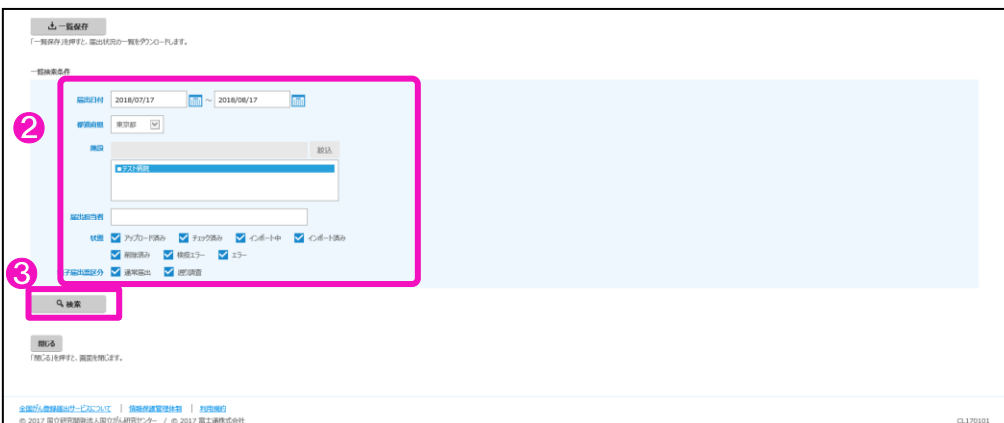 一覧保存
「一覧保存」を押すと、届出状況の一覧をダウンロードします。
一覧検索条件
届出日付 2018/07/17 ～ 2018/08/17
2
都道府県 東京都
施設 絞込
■テスト病院
届出担当者
状態 アップロード済み チェック済み インポート中 インポート済み
削除済み 検疫エラー エラー
3
子届出票区分 通常届出 遡り調査
検索
閉じる
「閉じる」を押すと、画面を閉じます。
全国がん登録届出サービスについて | 情報保護管理体制 | 利用規約
© 2017 国立研究開発法人国立がん研究センター / © 2017 富士通株式会社
CL170101